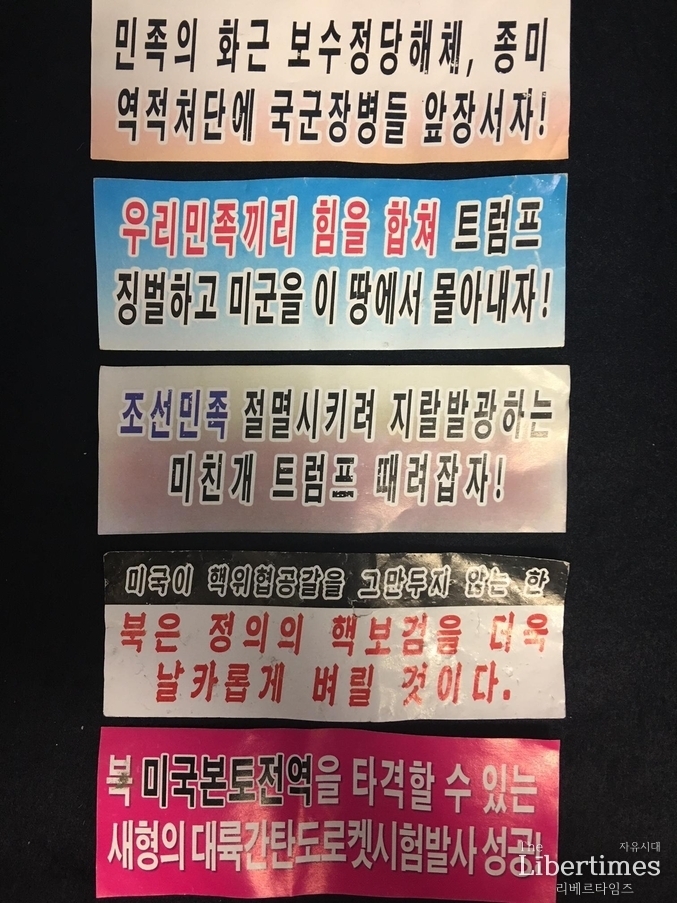 민족의 화근 보수정당해체, 종미
역적처단에 국군장병들 앞장서자!
우리민족끼리 힘을 합쳐 트럼프
징벌하고 미군을 이 땅에서 몰아내자!
조선민족 절멸시키려 지랄발광하는
미친개 트럼프 때려잡자!
미국이 핵위협공갈을 그만두지 않는 한
북은 정의의 핵보검을 더욱
날카롭게 벼릴 것이다.
북 미국본토전역을 타격할 수 있는
새형의 대륙간탄도로켓시험발사 성공!
The 자유시대
Libertimes
리베르타임즈